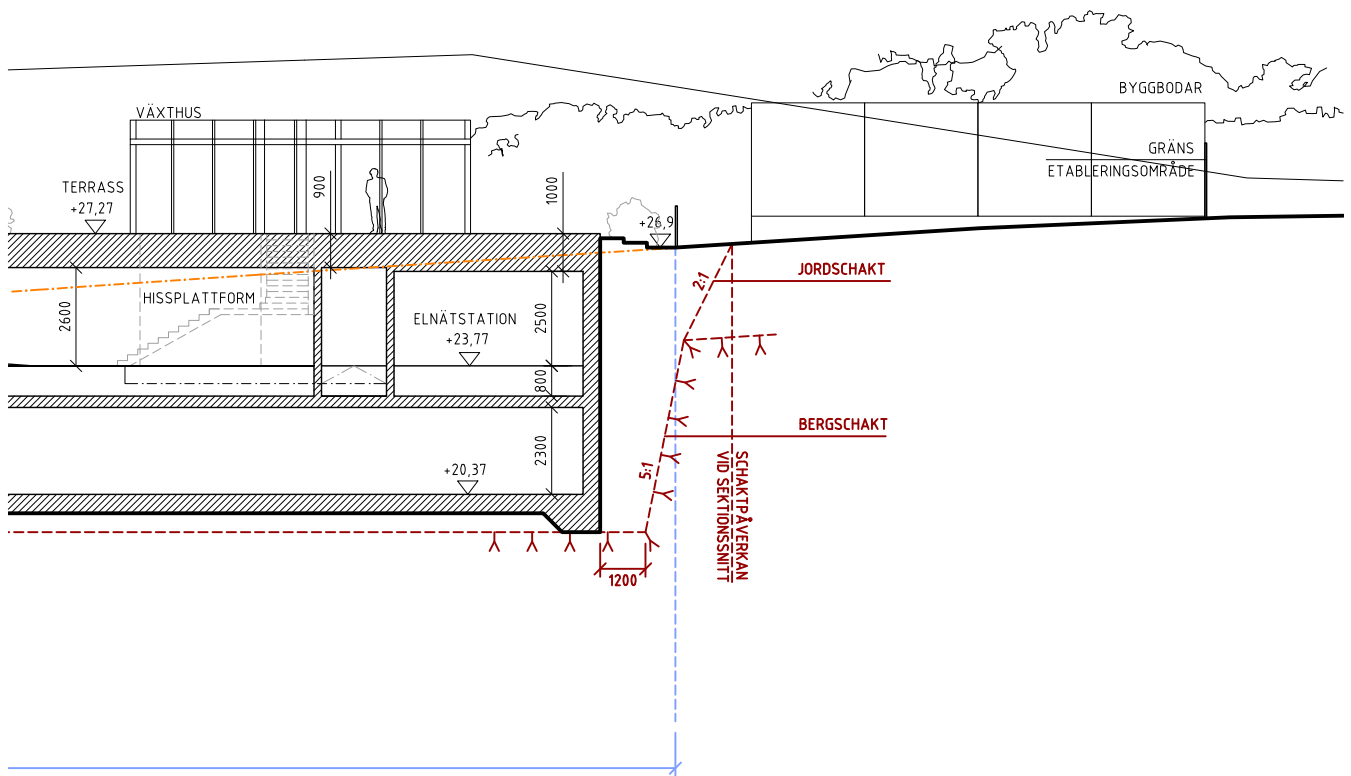 BYGGBODAR
VÄXTHUS
GRÄNS
ETABLERINGSOMRÅDE
TERRASS
+27,27
900
1000
+26,9
JORDSCHAKT
2:1
HISSPLATTFORM
2600
ELNÄTSTATION
+23,77
2500
800
BERGSCHAKT
2300
+20,37
5:1
SCHAKTPÅVERKAN
VID SEKTIONSSNITT
1200